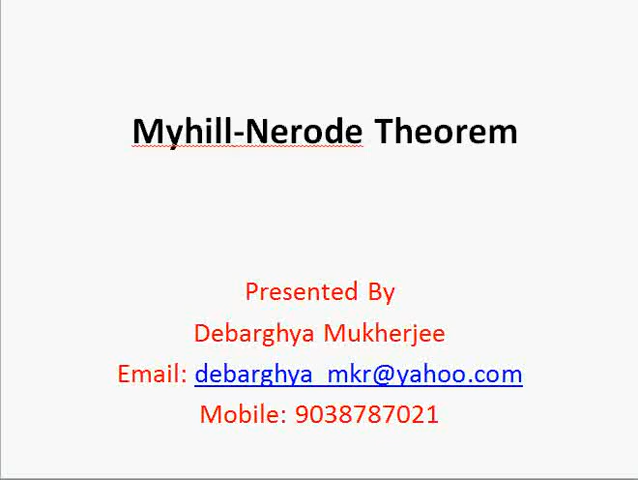 Myhill-Nerode Theorem
Presented By
Debarghya Mukherjee
Email: debarghya_mkr@yahoo.com
Mobile: 9038787021